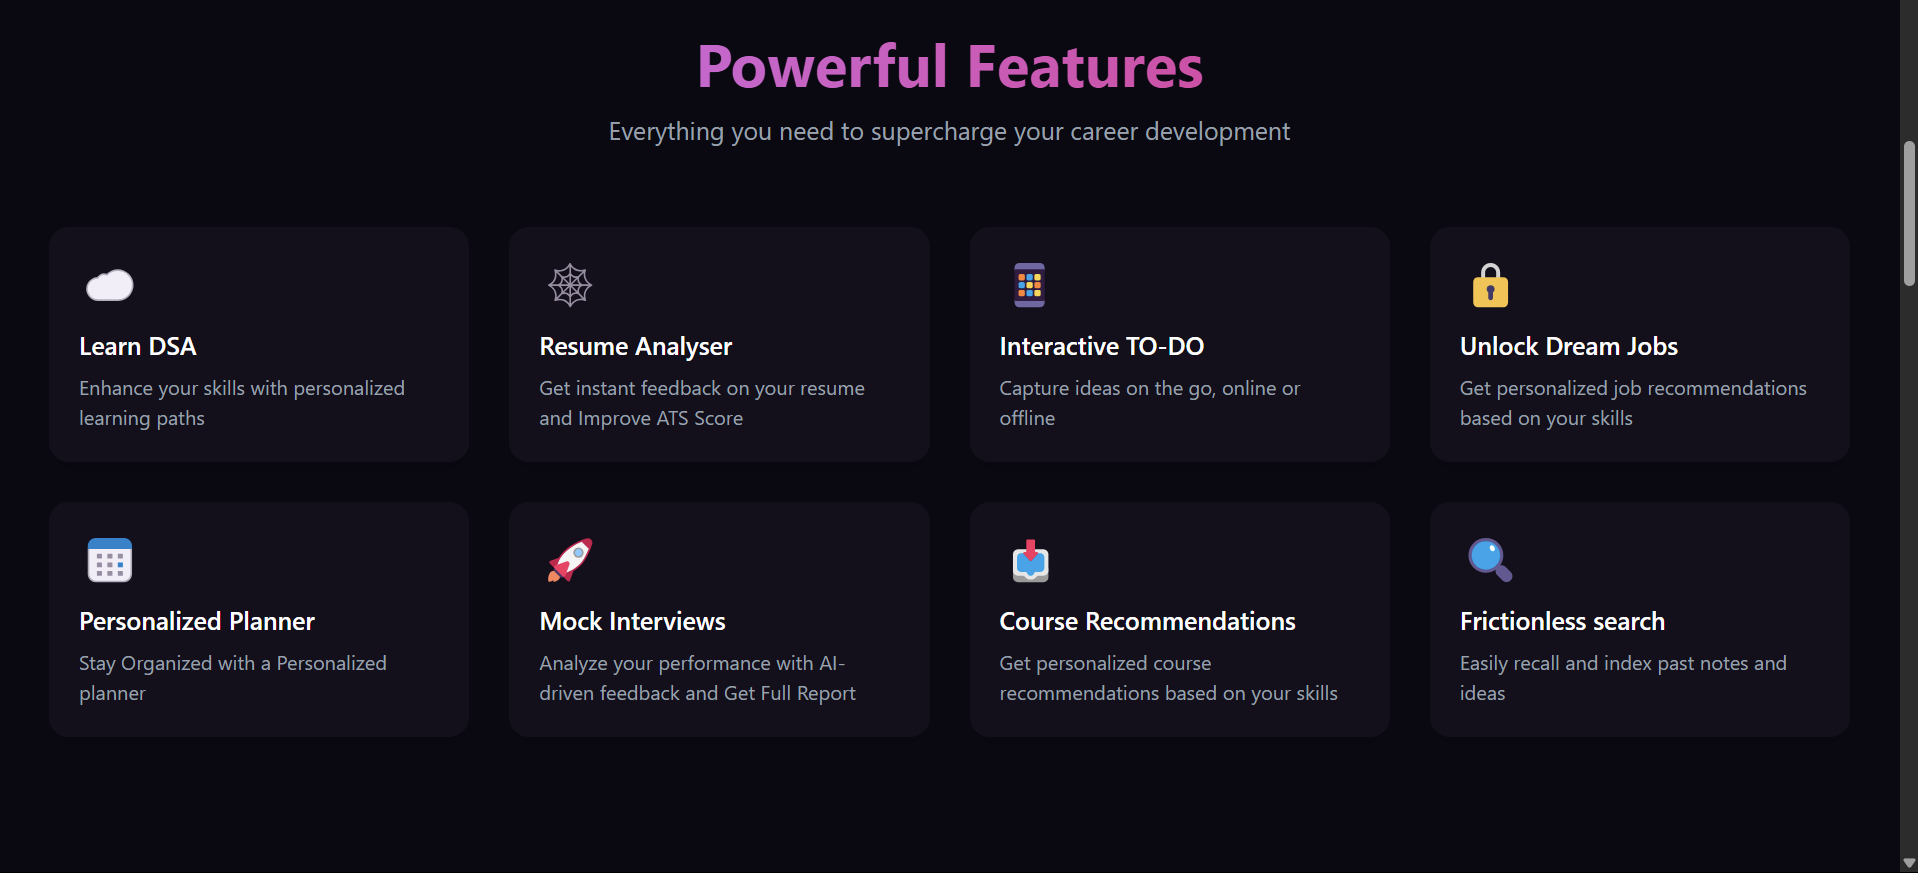 Powerful Features
Everything you need to supercharge your career development
Learn DSA
Enhance your skills with personalized
learning paths
Resume Analyser
Get instant feedback on your resume
and Improve ATS Score
Interactive TO-DO
Capture ideas on the go, online or
offline
Unlock Dream Jobs
Get personalized job recommendations
based on your skills
Personalized Planner
Stay Organized with a Personalized
planner
Mock Interviews
Analyze your performance with AI-
driven feedback and Get Full Report
Course Recommendations
Get personalized course
recommendations based on your skills
Frictionless search
Easily recall and index past notes and
ideas